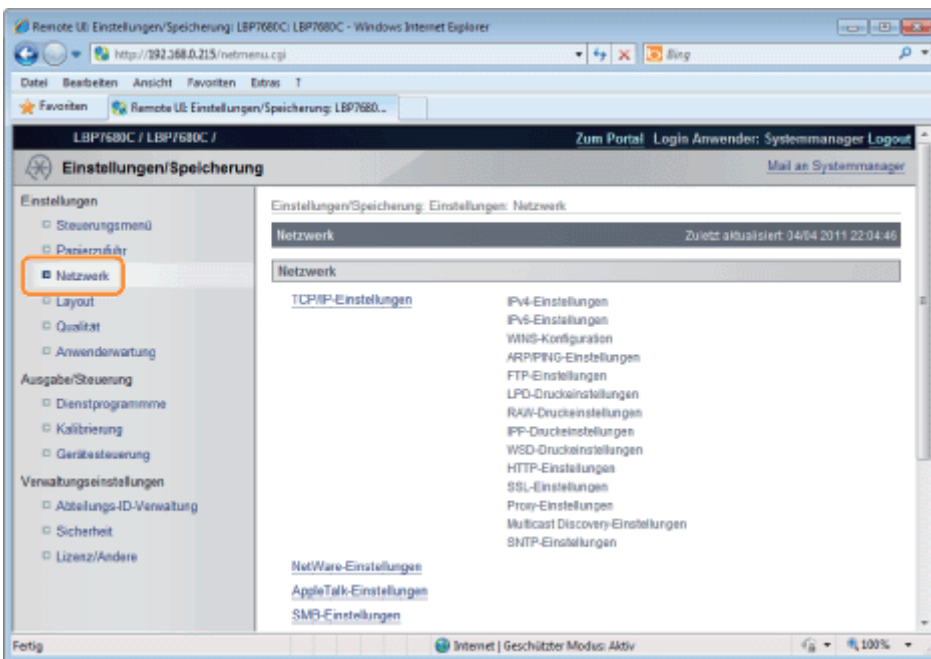 Remote UI: Einstellungen/Speicherung: LBP7680C: LBP7680C - Windows Internet Explorer
http://192.168.0.215/netmenu.cgi
Bing
Datei Bearbeiten Ansicht Favoriten Extras ?
Favoriten Remote UI: Einstellungen/Speicherung: LBP7680...
LBP7680C / LBP7680C / Zum Portal Login Anwender: Systemmanager Logout
Einstellungen/Speicherung Mail an Systemmanager
Einstellungen
Steuerungsmenü
Papierzufuhr
Netzwerk
Layout
Qualität
Anwenderwartung
Ausgabe/Steuerung
Dienstprogrammme
Kalibrierung
Gerätesteuerung
Verwaltungseinstellungen
Abteilungs-ID-Verwaltung
Sicherheit
Lizenz/Andere
Einstellungen/Speicherung: Einstellungen: Netzwerk
Netzwerk Zuletzt aktualisiert: 04/04 2011 22:04:46
Netzwerk
TCP/IP-Einstellungen
IPv4-Einstellungen
IPv6-Einstellungen
WINS-Konfiguration
ARP/PING-Einstellungen
FTP-Einstellungen
LPD-Druckeinstellungen
RAW-Druckeinstellungen
IPP-Druckeinstellungen
WSD-Druckeinstellungen
HTTP-Einstellungen
SSL-Einstellungen
Proxy-Einstellungen
Multicast Discovery-Einstellungen
SNTP-Einstellungen
NetWare-Einstellungen
AppleTalk-Einstellungen
SMB-Einstellungen
Fertig Internet | Geschützter Modus: Aktiv 100%